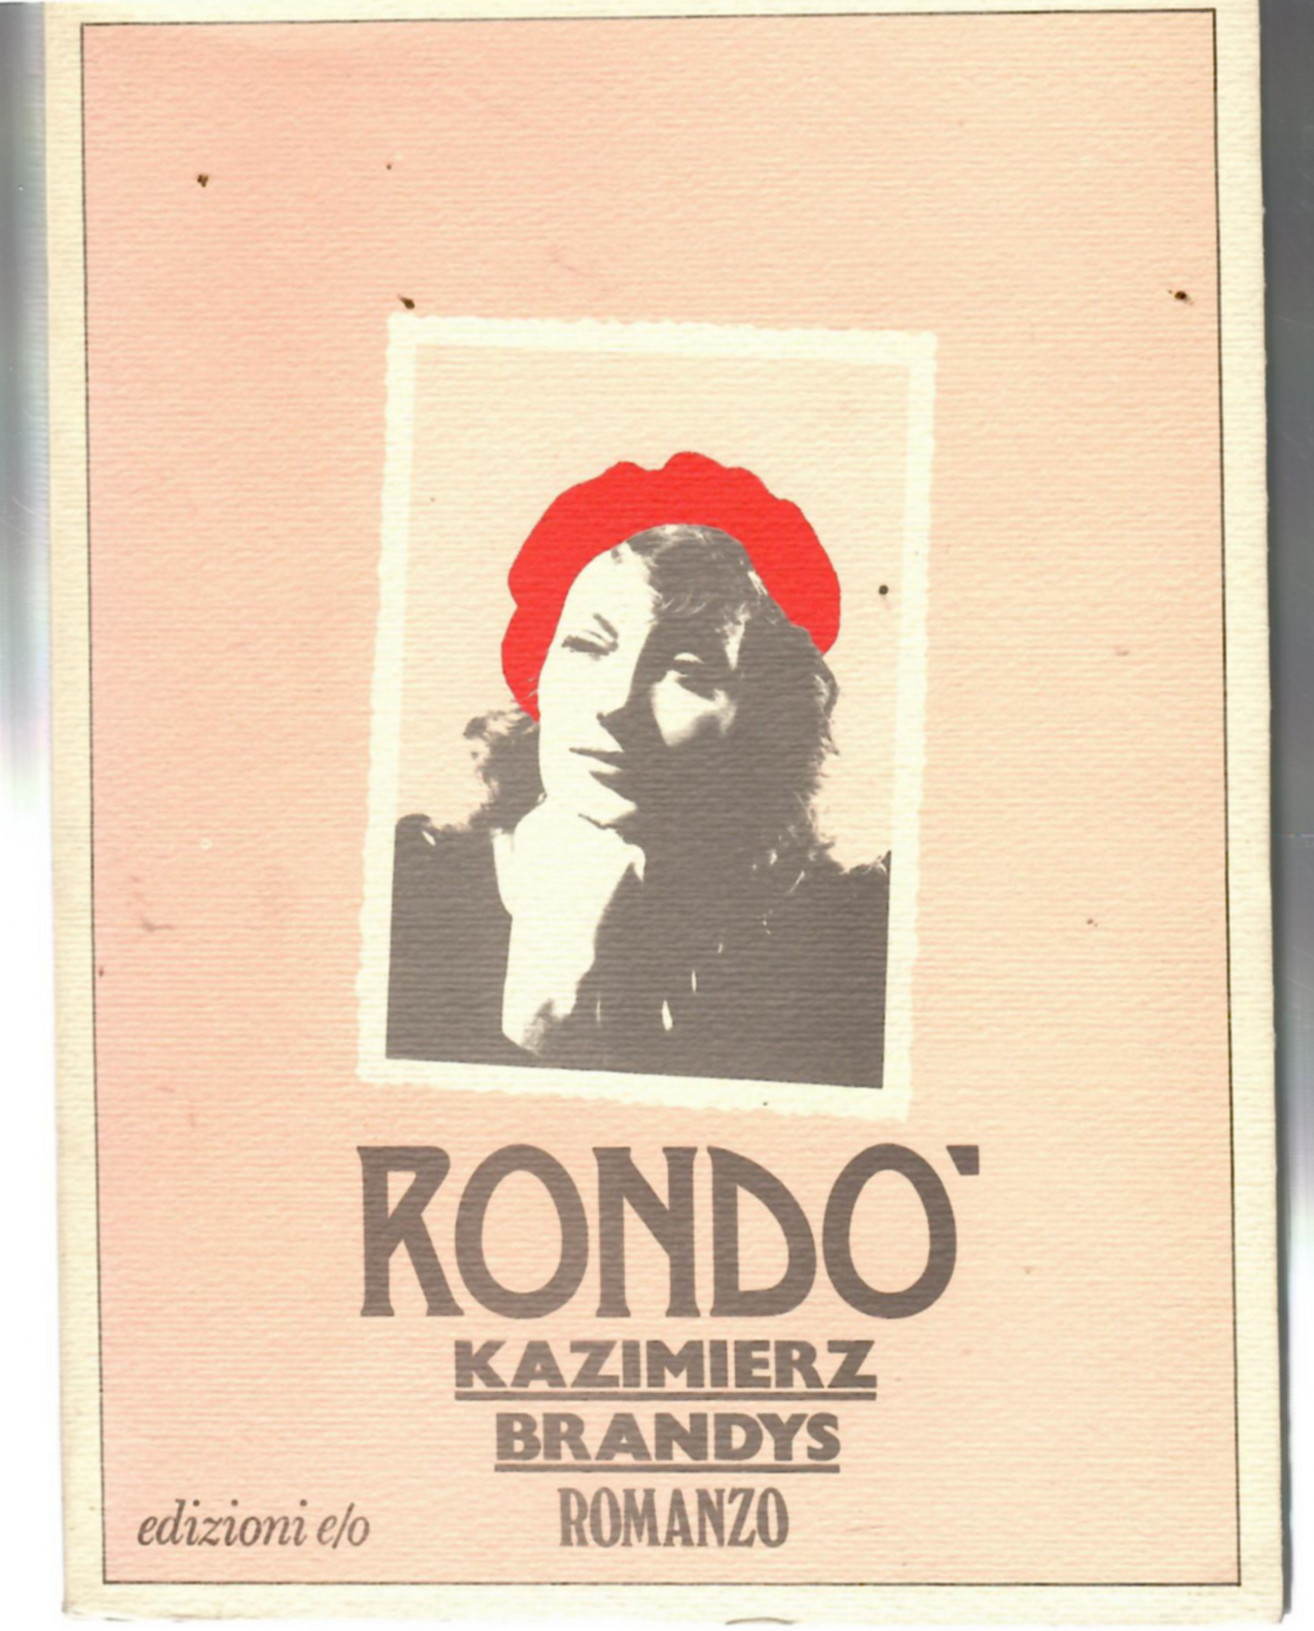 RONDO'
KAZIMIERZ
BRANDYS
ROMANZO
edizioni e/o